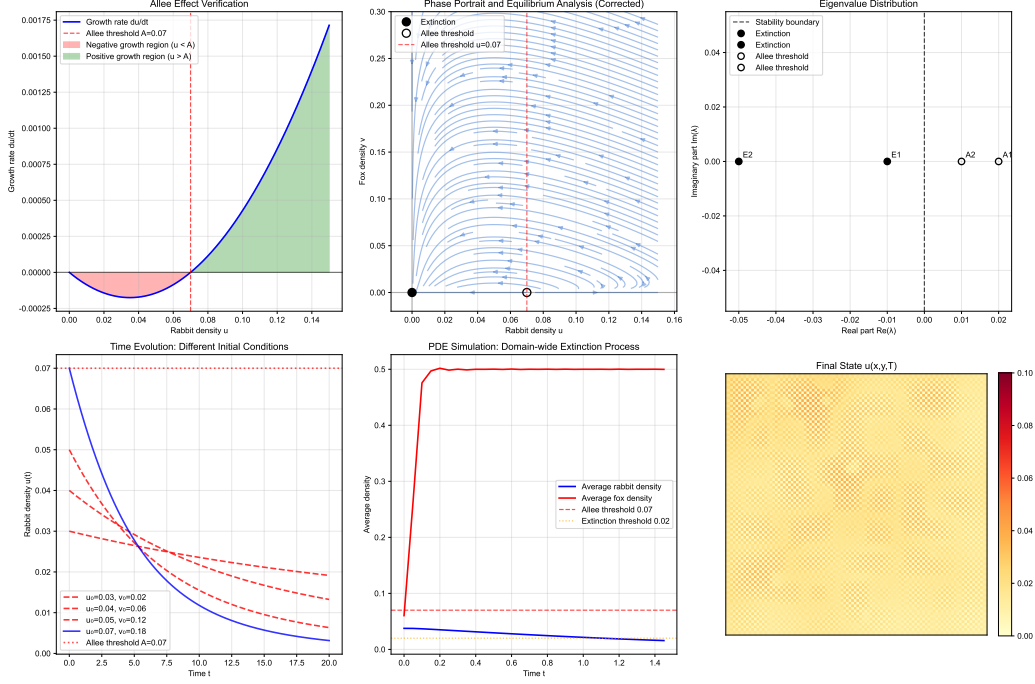 Allee Effect Verification
Growth rate du/dt
Allee threshold A=0.07
Negative growth region (u < A)
Positive growth region (u > A)
0.00175
0.00150
0.00125
0.00100
0.00075
0.00050
0.00025
0.00000
-0.00025
Growth rate du/dt
0.00 0.02 0.04 0.06 0.08 0.10 0.12 0.14
Rabbit density u
Phase Portrait and Equilibrium Analysis (Corrected)
Extinction
Allee threshold
Allee threshold u=0.07
0.30
0.25
0.20
0.15
0.10
0.05
0.00
Fox density v
0.00 0.02 0.04 0.06 0.08 0.10 0.12 0.14 0.16
Rabbit density u
Eigenvalue Distribution
Stability boundary
Extinction
Extinction
Allee threshold
Allee threshold
0.04
0.02
0.00
-0.02
-0.04
Imaginary part Im(λ)
E2 E1 A2 A1
-0.05 -0.04 -0.03 -0.02 -0.01 0.00 0.01 0.02
Real part Re(λ)
Time Evolution: Different Initial Conditions
0.07
0.06
0.05
0.04
0.03
0.02
0.01
0.00
Rabbit density u(t)
u₀=0.03, v₀=0.02
u₀=0.04, v₀=0.06
u₀=0.05, v₀=0.12
u₀=0.07, v₀=0.18
Allee threshold A=0.07
0.0 2.5 5.0 7.5 10.0 12.5 15.0 17.5 20.0
Time t
PDE Simulation: Domain-wide Extinction Process
0.5
0.4
0.3
0.2
0.1
0.0
Average density
Average rabbit density
Average fox density
Allee threshold 0.07
Extinction threshold 0.02
0.0 0.2 0.4 0.6 0.8 1.0 1.2 1.4
Time t
Final State u(x,y,T)
0.10
0.08
0.06
0.04
0.02
0.00